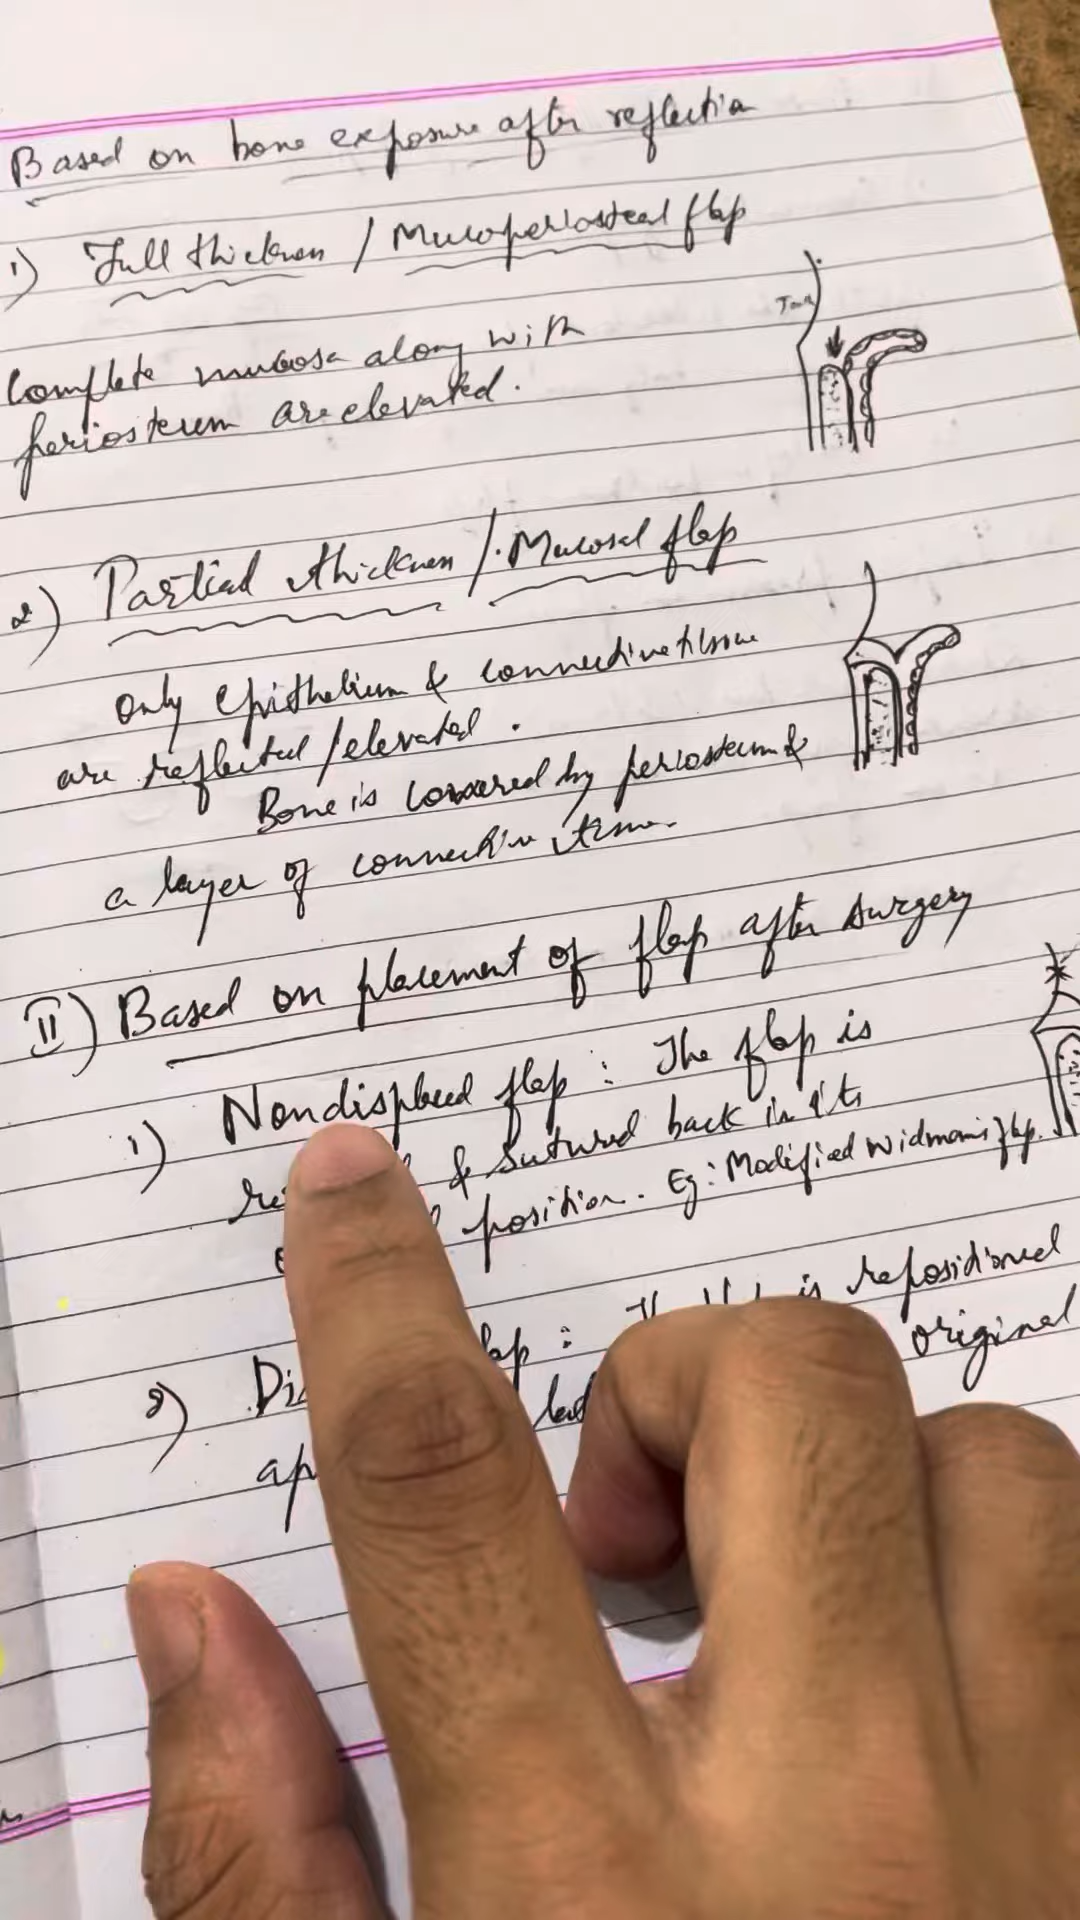 Based on bone exposure after reflection
1) Full thickness / Mucoperiosteal flap
Complete mucosa along with
periosteum are elevated.
2) Partial thickness / Mucosal flap
only epithelium & connective tissue
are reflected / elevated.
Bone is covered by periosteum &
a layer of connective tissue.
II) Based on placement of flap after surgery
1) Nondisplaced flap : The flap is
& sutured back in its
position. Eg: Modified Widman's flap.
2) is repositioned
original